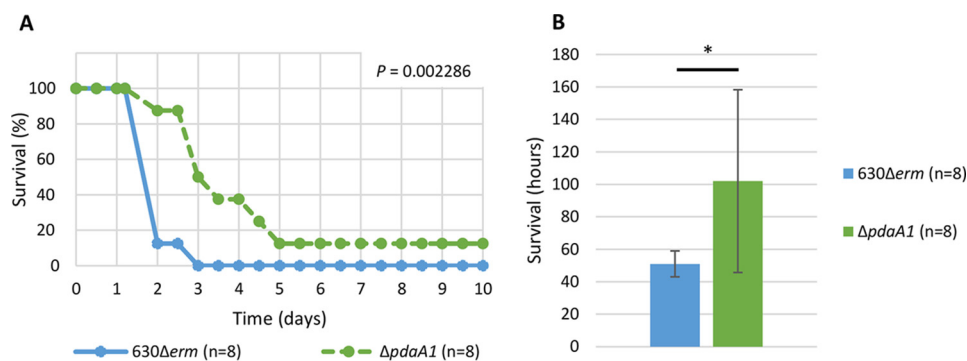 A
P = 0.002286
Survival (%)
100
80
60
40
20
0
0 1 2 3 4 5 6 7 8 9 10
Time (days)
630Δerm (n=8)
ΔpdaA1 (n=8)
B
Survival (hours)
180
160
140
120
100
80
60
40
20
0
*
630Δerm (n=8)
ΔpdaA1 (n=8)